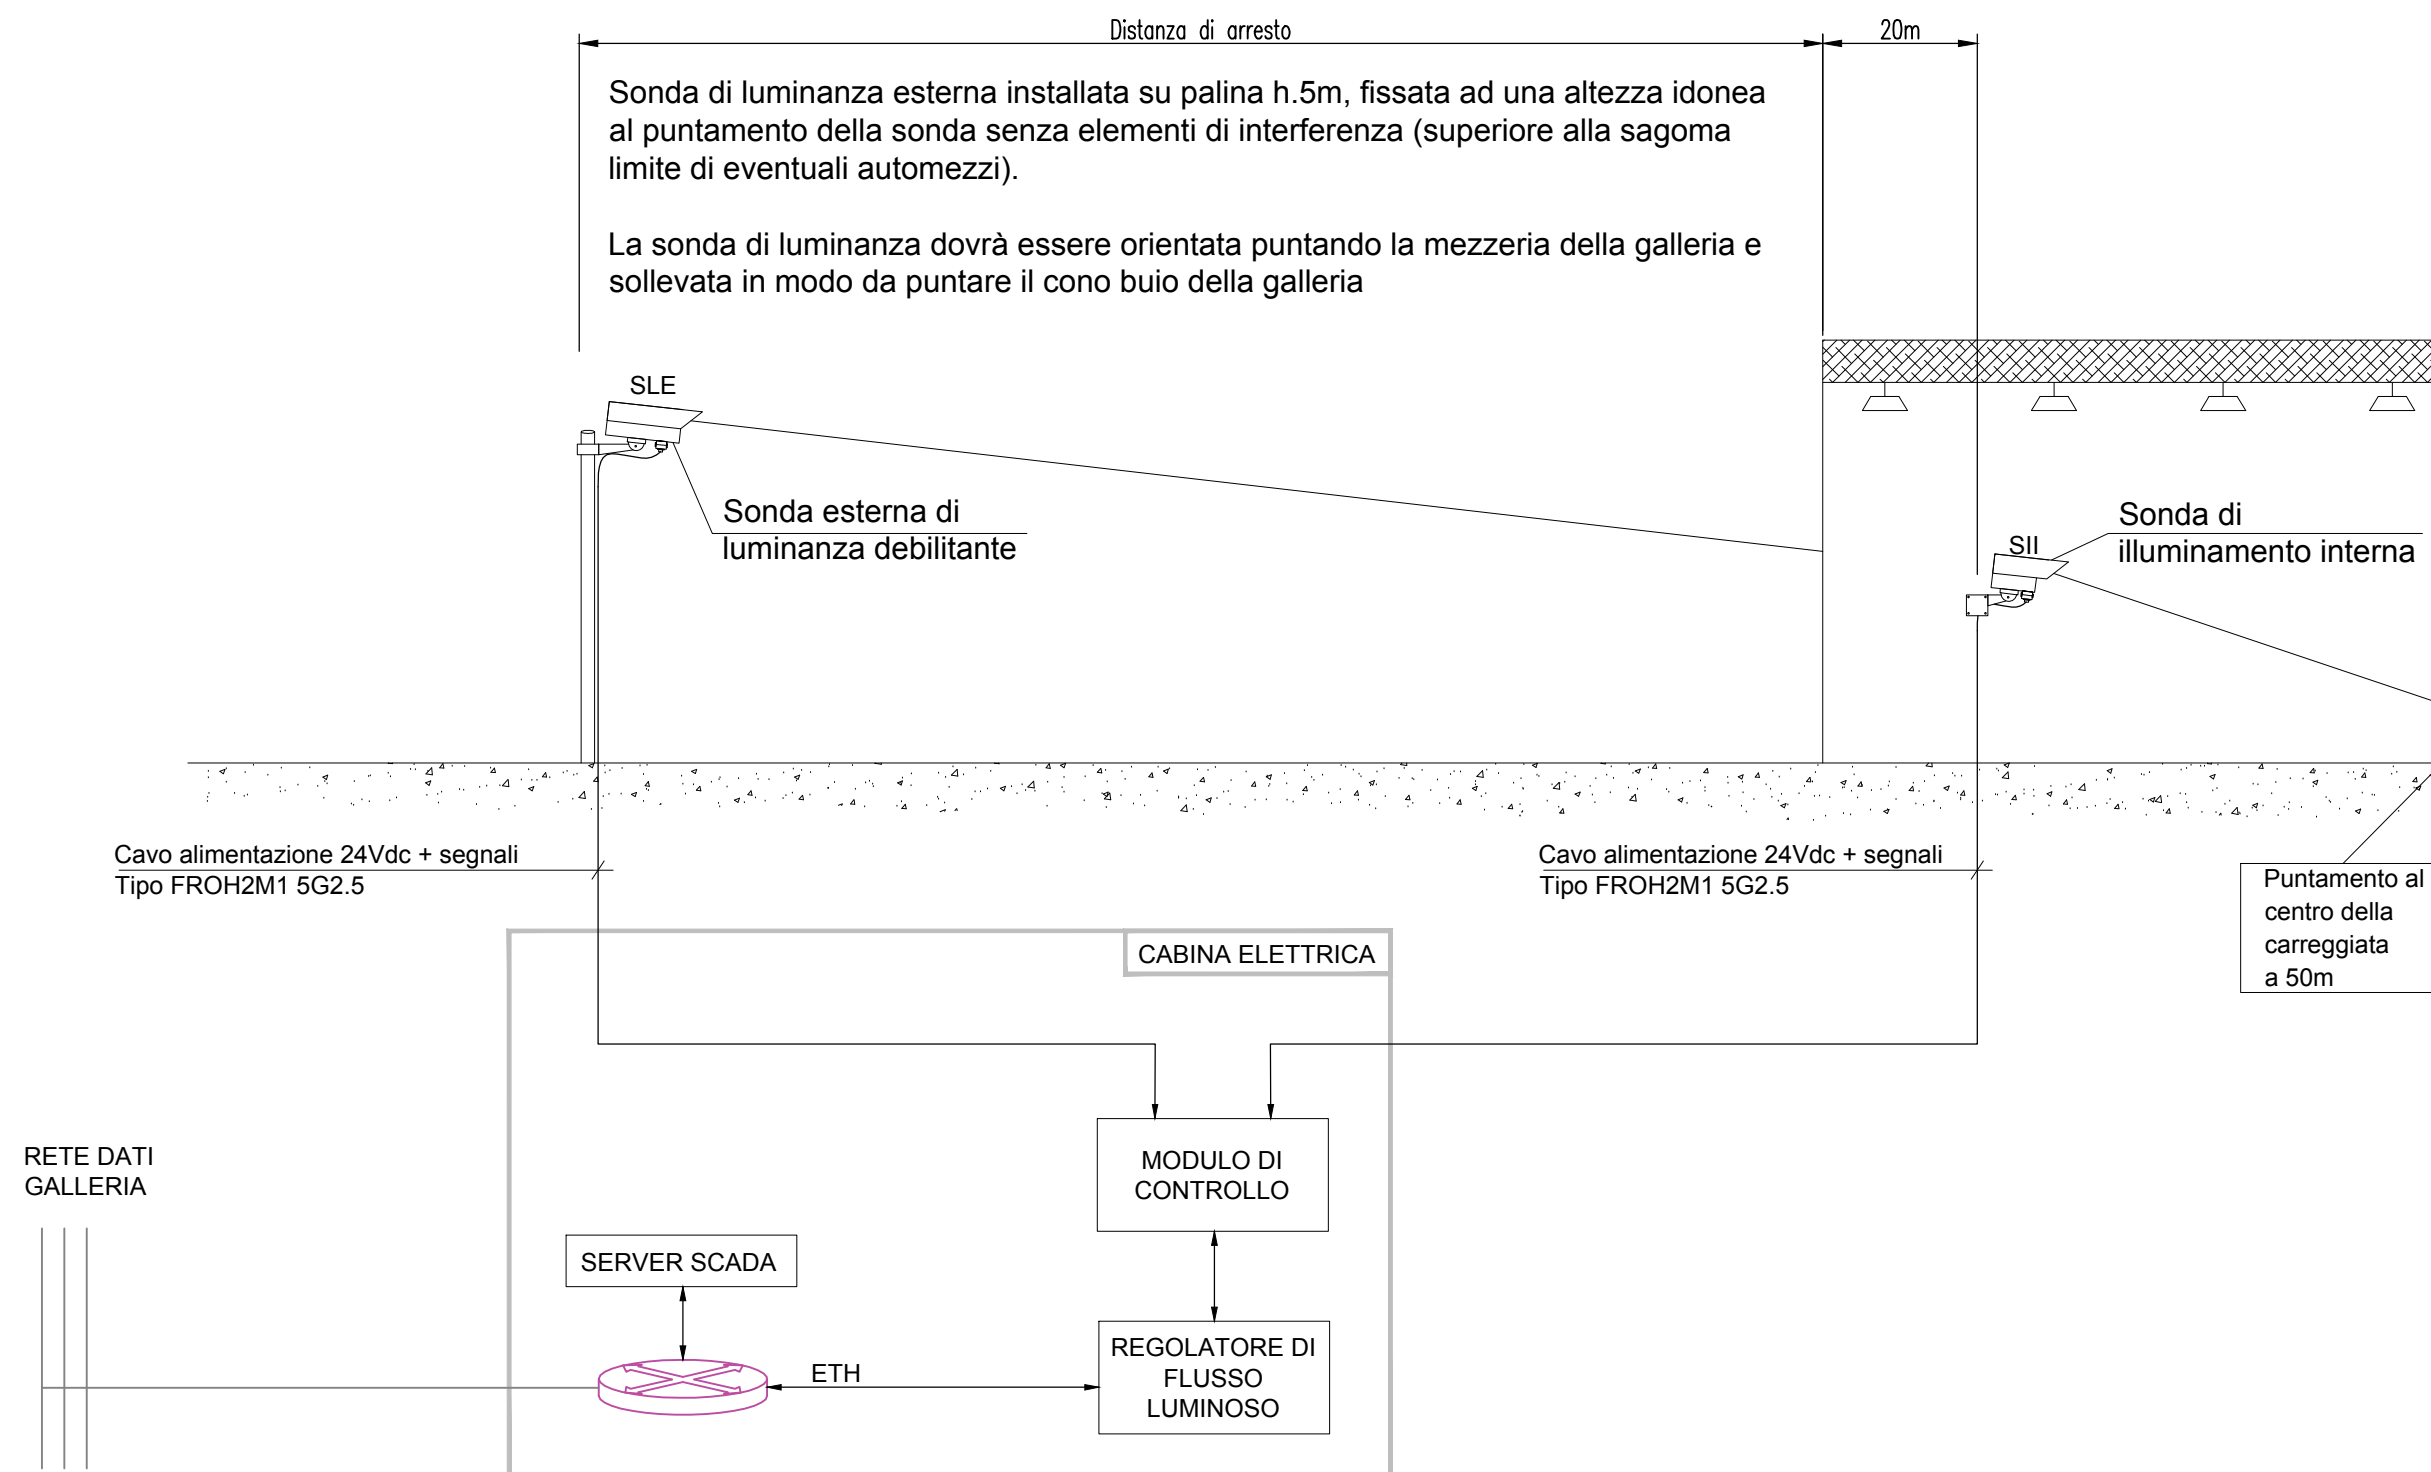 Distanza di arresto
20m
Sonda di luminanza esterna installata su palina h.5m, fissata ad una altezza idonea
al puntamento della sonda senza elementi di interferenza (superiore alla sagoma
limite di eventuali automezzi).
La sonda di luminanza dovrà essere orientata puntando la mezzeria della galleria e
sollevata in modo da puntare il cono buio della galleria
SLE
Sonda esterna di
luminanza debilitante
SII
Sonda di
illuminamento interna
Cavo alimentazione 24Vdc + segnali
Tipo FROH2M1 5G2.5
Cavo alimentazione 24Vdc + segnali
Tipo FROH2M1 5G2.5
Puntamento al
centro della
carreggiata
a 50m
CABINA ELETTRICA
MODULO DI
CONTROLLO
RETE DATI
GALLERIA
SERVER SCADA
ETH
REGOLATORE DI
FLUSSO
LUMINOSO